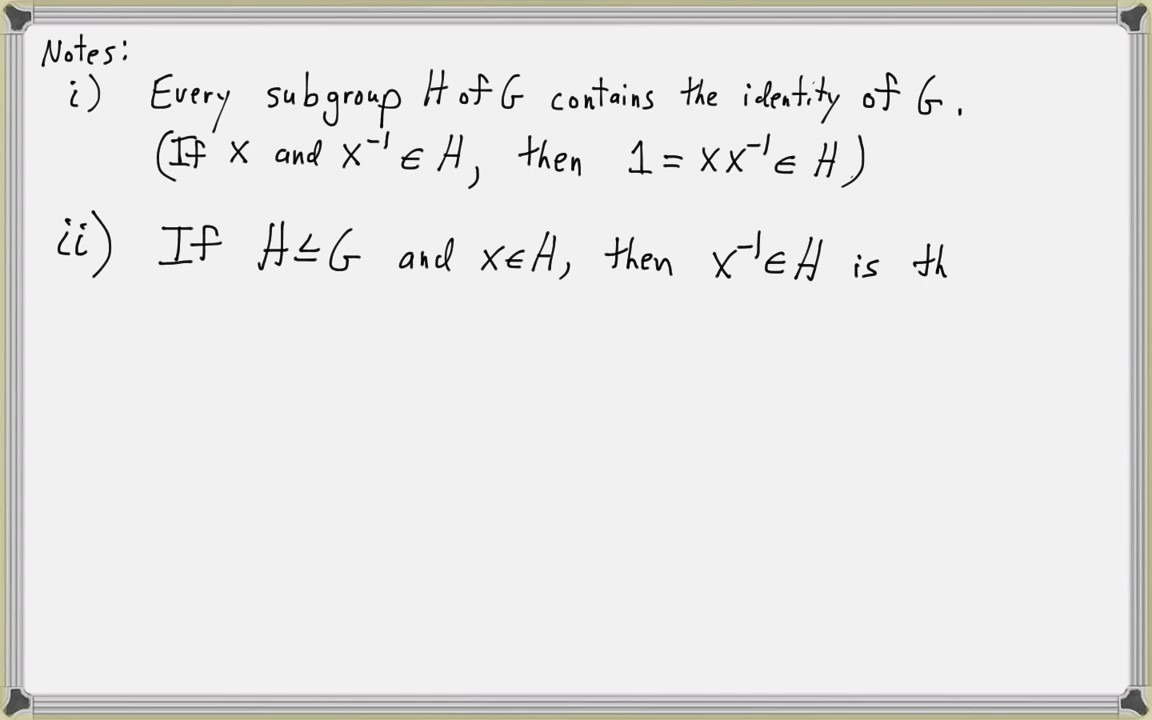 Notes:
i) Every subgroup H of G contains the identity of G.
(If x and x⁻¹ ∈ H, then 1 = xx⁻¹ ∈ H)
ii) If H ≤ G and x ∈ H, then x⁻¹ ∈ H is th